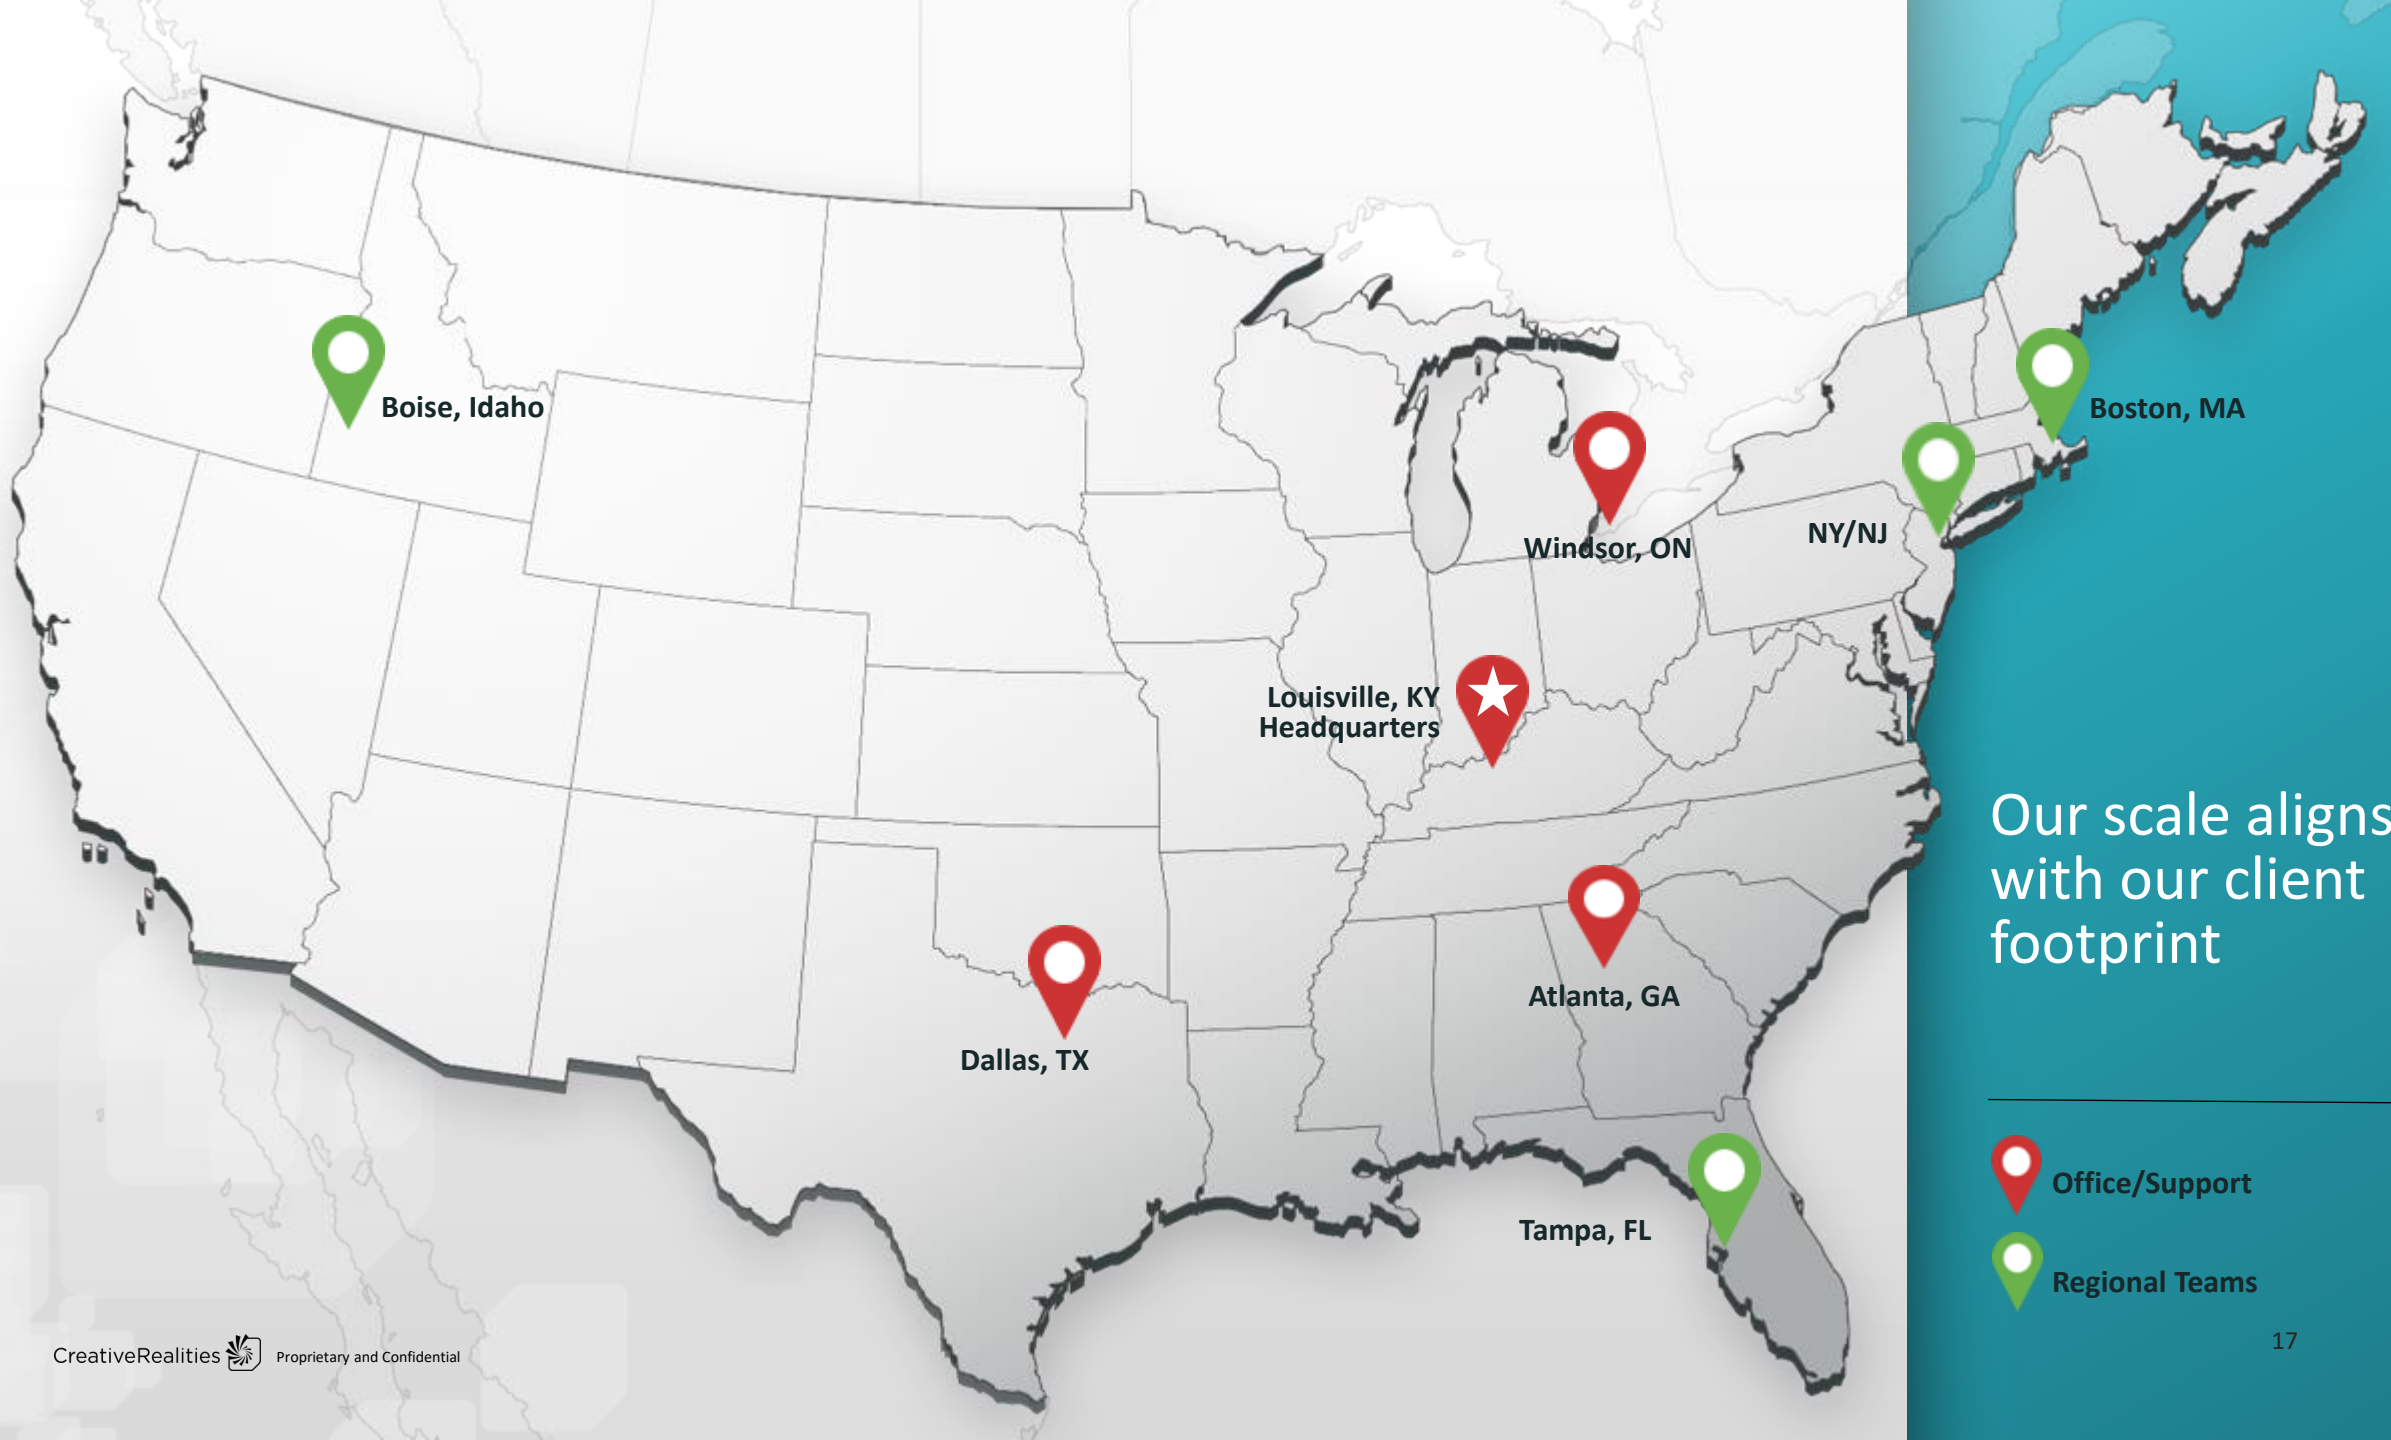 Boise, Idaho
Boston, MA
Windsor, ON
NY/NJ
Louisville, KY
Headquarters
Atlanta, GA
Dallas, TX
Tampa, FL
Our scale aligns
with our client
footprint
Office/Support
Regional Teams
CreativeRealities
Proprietary and Confidential
17